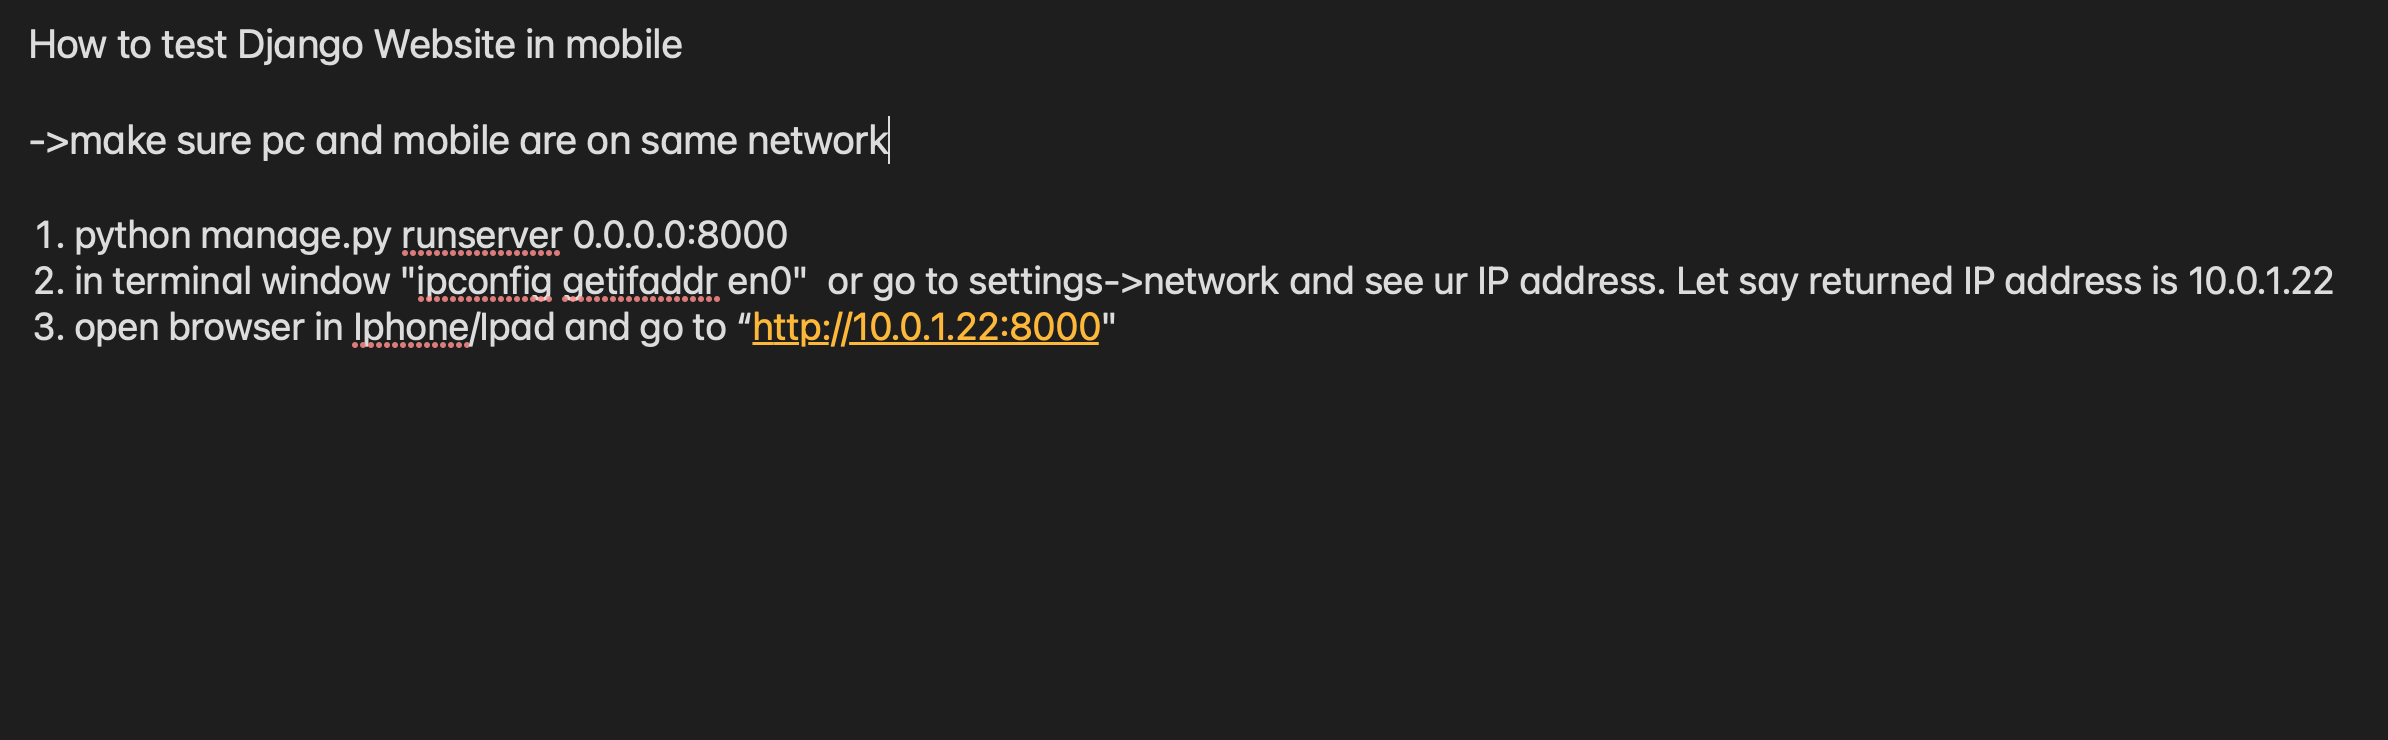 How to test Django Website in mobile
->make sure pc and mobile are on same network
1. python manage.py runserver 0.0.0.0:8000
2. in terminal window "ipconfig getifaddr en0"  or go to settings->network and see ur IP address. Let say returned IP address is 10.0.1.22
3. open browser in Iphone/Ipad and go to “http://10.0.1.22:8000"